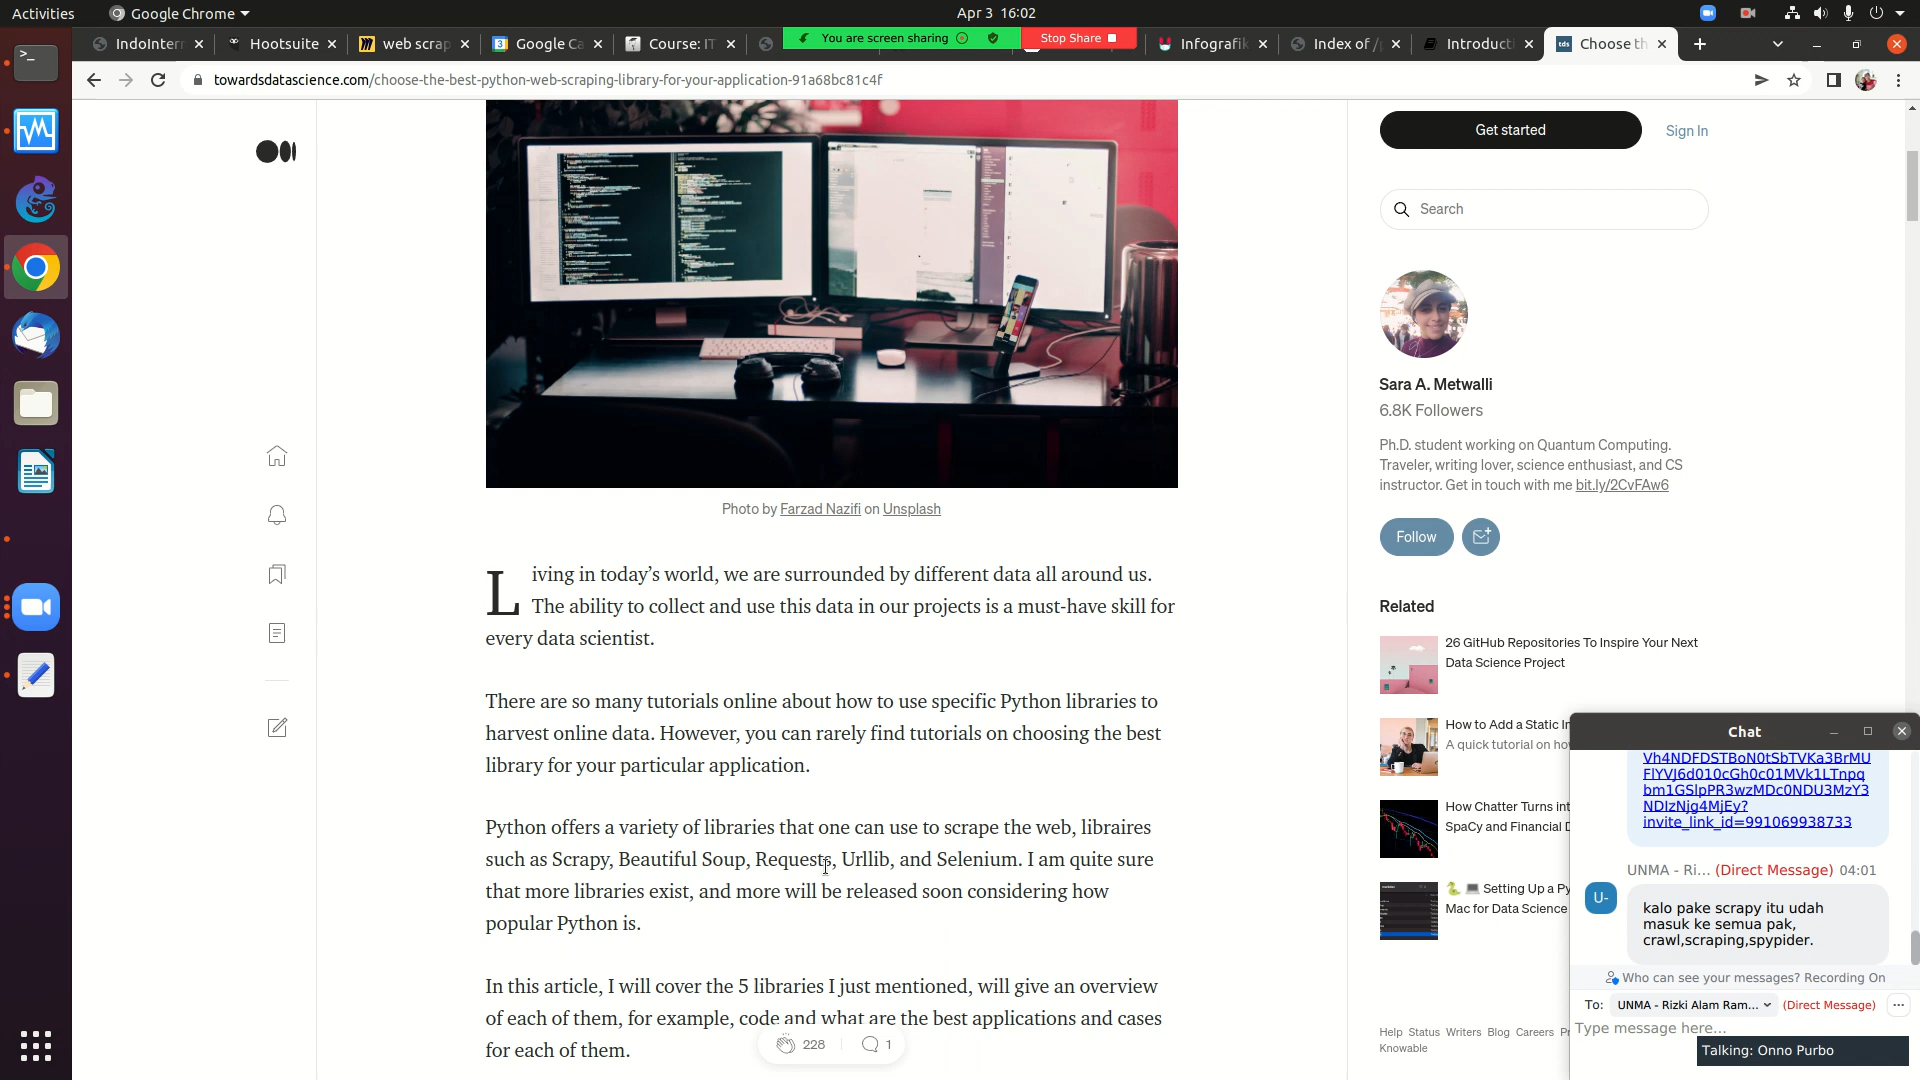 Activities
Google Chrome
Apr 3 16:02
IndoInter
Hootsuite
web scrap
Google Ca
Course: IT
You are screen sharing
Stop Share
Infografik
Index of /
Introducti
Choose th
towardsdatascience.com/choose-the-best-python-web-scraping-library-for-your-application-91a68bc81c4f
Get started
Sign In
Search
Photo by Farzad Nazifi on Unsplash
Living in today’s world, we are surrounded by different data all around us.
The ability to collect and use this data in our projects is a must-have skill for
every data scientist.
There are so many tutorials online about how to use specific Python libraries to
harvest online data. However, you can rarely find tutorials on choosing the best
library for your particular application.
Python offers a variety of libraries that one can use to scrape the web, libraires
such as Scrapy, Beautiful Soup, Requests, Urllib, and Selenium. I am quite sure
that more libraries exist, and more will be released soon considering how
popular Python is.
In this article, I will cover the 5 libraries I just mentioned, will give an overview
of each of them, for example, code and what are the best applications and cases
for each of them.
228
1
Sara A. Metwalli
6.8K Followers
Ph.D. student working on Quantum Computing.
Traveler, writing lover, science enthusiast, and CS
instructor. Get in touch with me bit.ly/2CvFAw6
Follow
Related
26 GitHub Repositories To Inspire Your Next
Data Science Project
How to Add a Static In
A quick tutorial on how
How Chatter Turns int
SpaCy and Financial D
🐍 💻 Setting Up a Py
Mac for Data Science
Help Status Writers Blog Careers Pr
Knowable
Chat
Vh4NDFDSTBoN0tSbTVKa3BrMU
FlYVJ6d010cGh0c01MVk1LTnpq
bm1GSlpPR3wzMDc0NDU3MzY3
NDIzNjg4MjEy?
invite_link_id=991069938733
UNMA - Ri... (Direct Message) 04:01
U-
kalo pake scrapy itu udah
masuk ke semua pak,
crawl,scraping,spypider.
Who can see your messages? Recording On
To: UNMA - Rizki Alam Ram... (Direct Message)
Type message here...
Talking: Onno Purbo